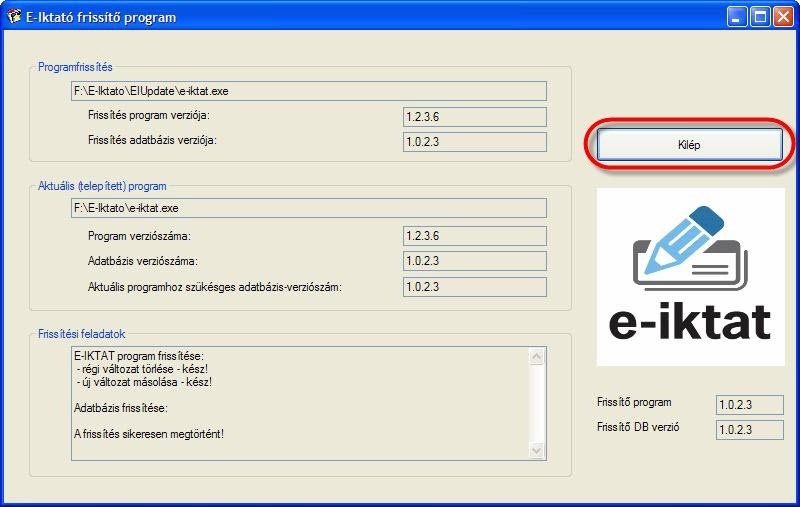 E-Iktató frissítő program
Programfrissítés
F:\E-Iktato\EIUpdate\e-iktat.exe
Frissítés program verziója: 1.2.3.6
Frissítés adatbázis verziója: 1.0.2.3
Kilép
Aktuális (telepített) program
F:\E-Iktato\e-iktat.exe
Program verziószáma: 1.2.3.6
Adatbázis verziószáma: 1.0.2.3
Aktuális programhoz szükésges adatbázis-verziószám: 1.0.2.3
e-iktat
Frissítési feladatok
E-IKTAT program frissítése:
- régi változat törlése - kész!
- új változat másolása - kész!
Adatbázis frissítése:
A frissítés sikeresen megtörtént!
Frissítő program 1.0.2.3
Frissítő DB verzió 1.0.2.3